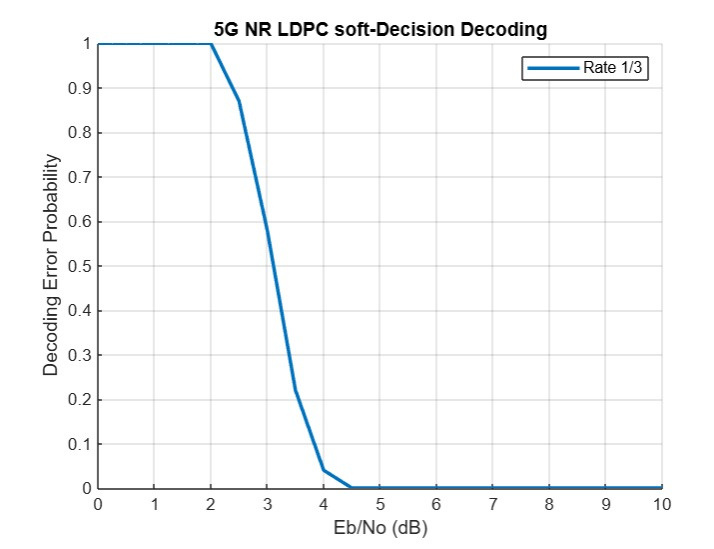 5G NR LDPC soft-Decision Decoding
Rate 1/3
Decoding Error Probability
1
0.9
0.8
0.7
0.6
0.5
0.4
0.3
0.2
0.1
0
0 1 2 3 4 5 6 7 8 9 10
Eb/No (dB)